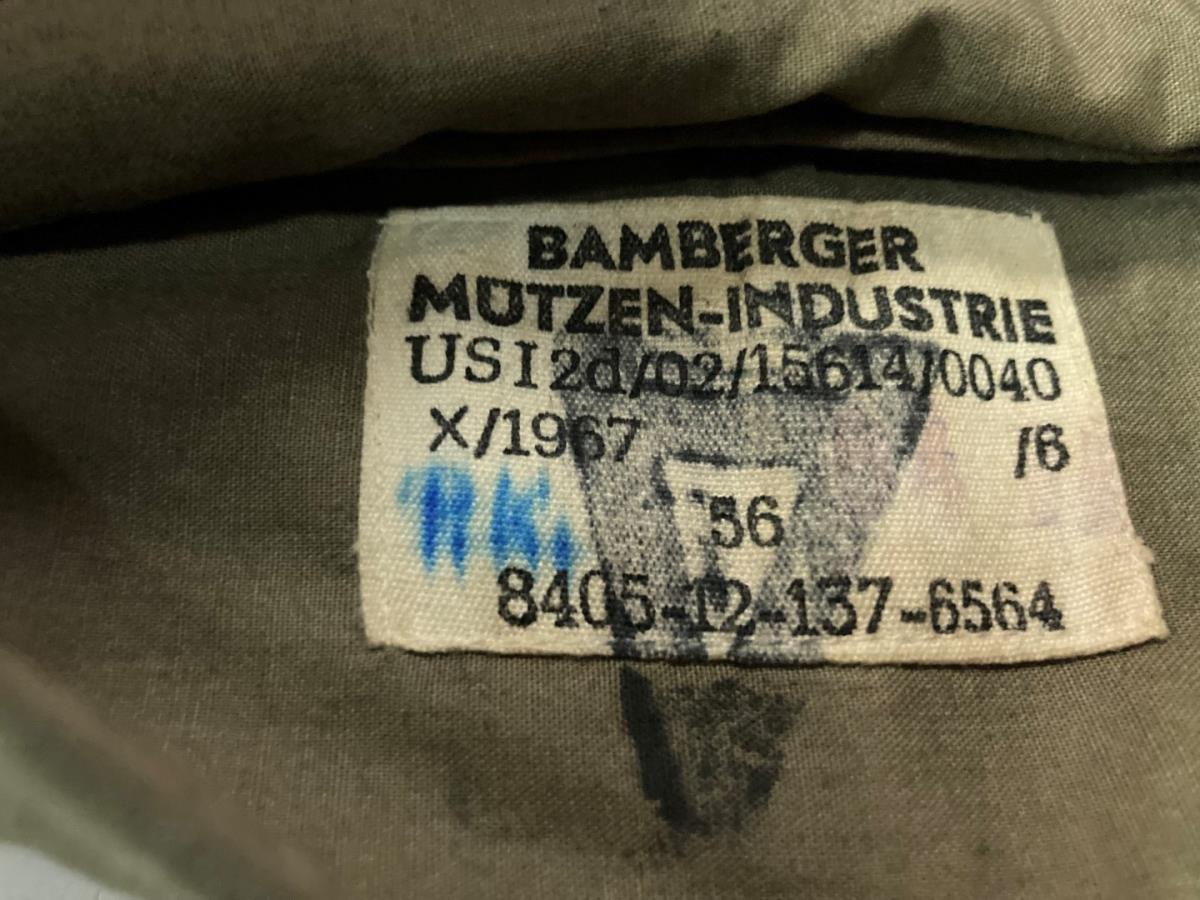 BAMBERGER
MÜTZEN-INDUSTRIE
USI2d/02/15614/0040
X/1967 /6
56
8405-12-137-6564